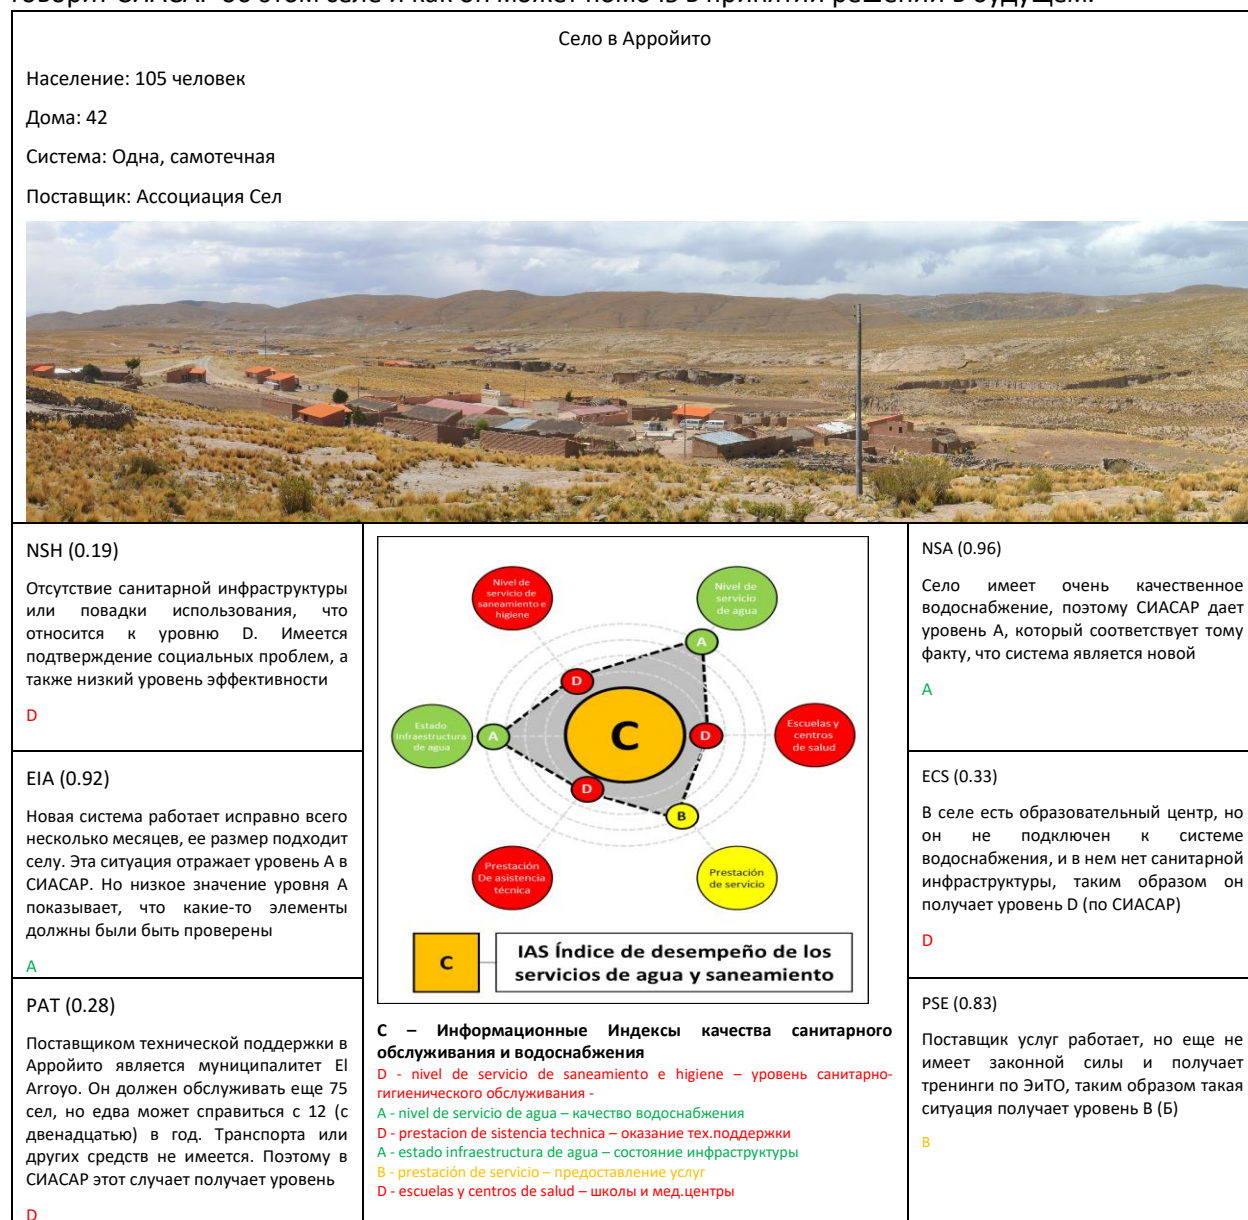 говорит СИАСАР об этом селе и как он может помочь в принятии решений в будущем.
Село в Арройито
Население: 105 человек
Дома: 42
Система: Одна, самотечная
Поставщик: Ассоциация Сел
NSH (0.19)
Отсутствие санитарной инфраструктуры
или повадки использования, что
относится к уровню D. Имеется
подтверждение социальных проблем, а
также низкий уровень эффективности
D
EIA (0.92)
Новая система работает исправно всего
несколько месяцев, ее размер подходит
селу. Эта ситуация отражает уровень А в
СИАСАР. Но низкое значение уровня А
показывает, что какие-то элементы
должны были быть проверены
A
PAT (0.28)
Поставщиком технической поддержки в
Арройито является муниципалитет El
Arroyo. Он должен обслуживать еще 75
сел, но едва может справиться с 12 (с
двенадцатью) в год. Транспорта или
других средств не имеется. Поэтому в
СИАСАР этот случает получает уровень
D
Nivel de
servicio de
saneamiento e
higiene
Nivel de
servicio
de agua
A
D
Estado
infraestructura
de agua
A
C
D
Escuelas y
centros
de salud
D
B
Prestación
De asistencia
técnica
Prestación
de servicio
C
IAS Índice de desempeño de los
servicios de agua y saneamiento
С – Информационные Индексы качества санитарного
обслуживания и водоснабжения
D - nivel de servicio de saneamiento e higiene – уровень санитарно-
гигиенического обслуживания -
A - nivel de servicio de agua – качество водоснабжения
D - prestacion de sistencia technica – оказание тех.поддержки
A - estado infraestructura de agua – состояние инфраструктуры
B - prestación de servicio – предоставление услуг
D - escuelas y centros de salud – школы и мед.центры
NSA (0.96)
Село имеет очень качественное
водоснабжение, поэтому СИАСАР дает
уровень А, который соответствует тому
факту, что система является новой
A
ECS (0.33)
В селе есть образовательный центр, но
он не подключен к системе
водоснабжения, и в нем нет санитарной
инфраструктуры, таким образом он
получает уровень D (по СИАСАР)
D
PSE (0.83)
Поставщик услуг работает, но еще не
имеет законной силы и получает
тренинги по ЭиТО, таким образом такая
ситуация получает уровень В (Б)
B